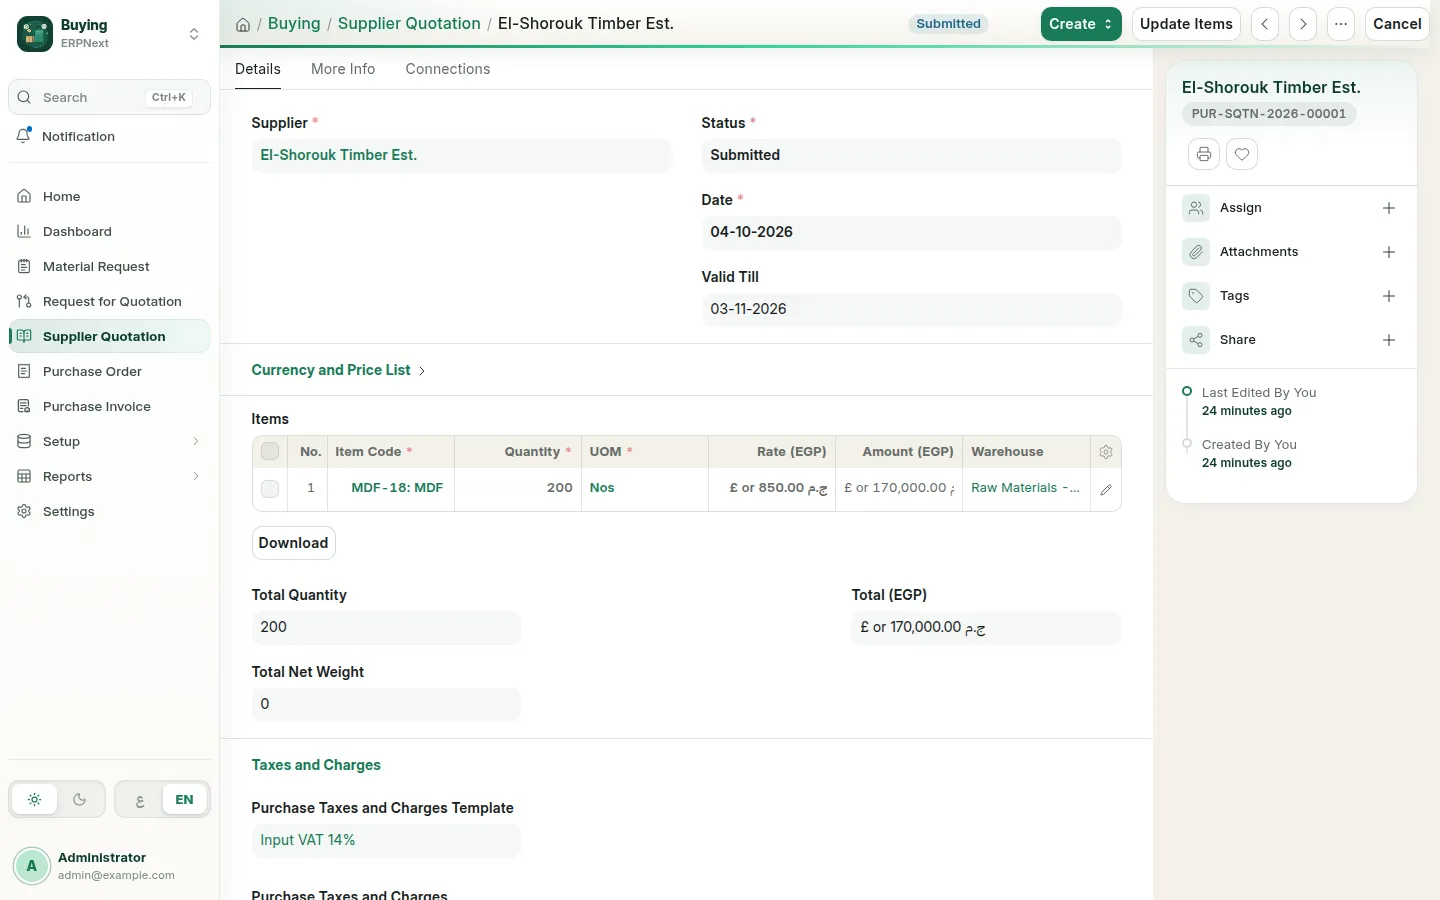 Buying
ERPNext
Search
Ctrl+K
Notification
Home
Dashboard
Material Request
Request for Quotation
Supplier Quotation
Purchase Order
Purchase Invoice
Setup
Reports
Settings
ع
EN
A
Administrator
admin@example.com
/ Buying / Supplier Quotation / El-Shorouk Timber Est.
Submitted
Create
Update Items
Cancel
Details
More Info
Connections
Supplier *
El-Shorouk Timber Est.
Status *
Submitted
Date *
04-10-2026
Valid Till
03-11-2026
Currency and Price List
Items
No. Item Code * Quantity * UOM * Rate (EGP) Amount (EGP) Warehouse
1 MDF-18: MDF 200 Nos £ or 850.00 ج.م £ or 170,000.00 Raw Materials -...
Download
Total Quantity
200
Total (EGP)
£ or 170,000.00 ج.م
Total Net Weight
0
Taxes and Charges
Purchase Taxes and Charges Template
Input VAT 14%
Purchase Taxes and Charges
El-Shorouk Timber Est.
PUR-SQTN-2026-00001
Assign
Attachments
Tags
Share
Last Edited By You
24 minutes ago
Created By You
24 minutes ago